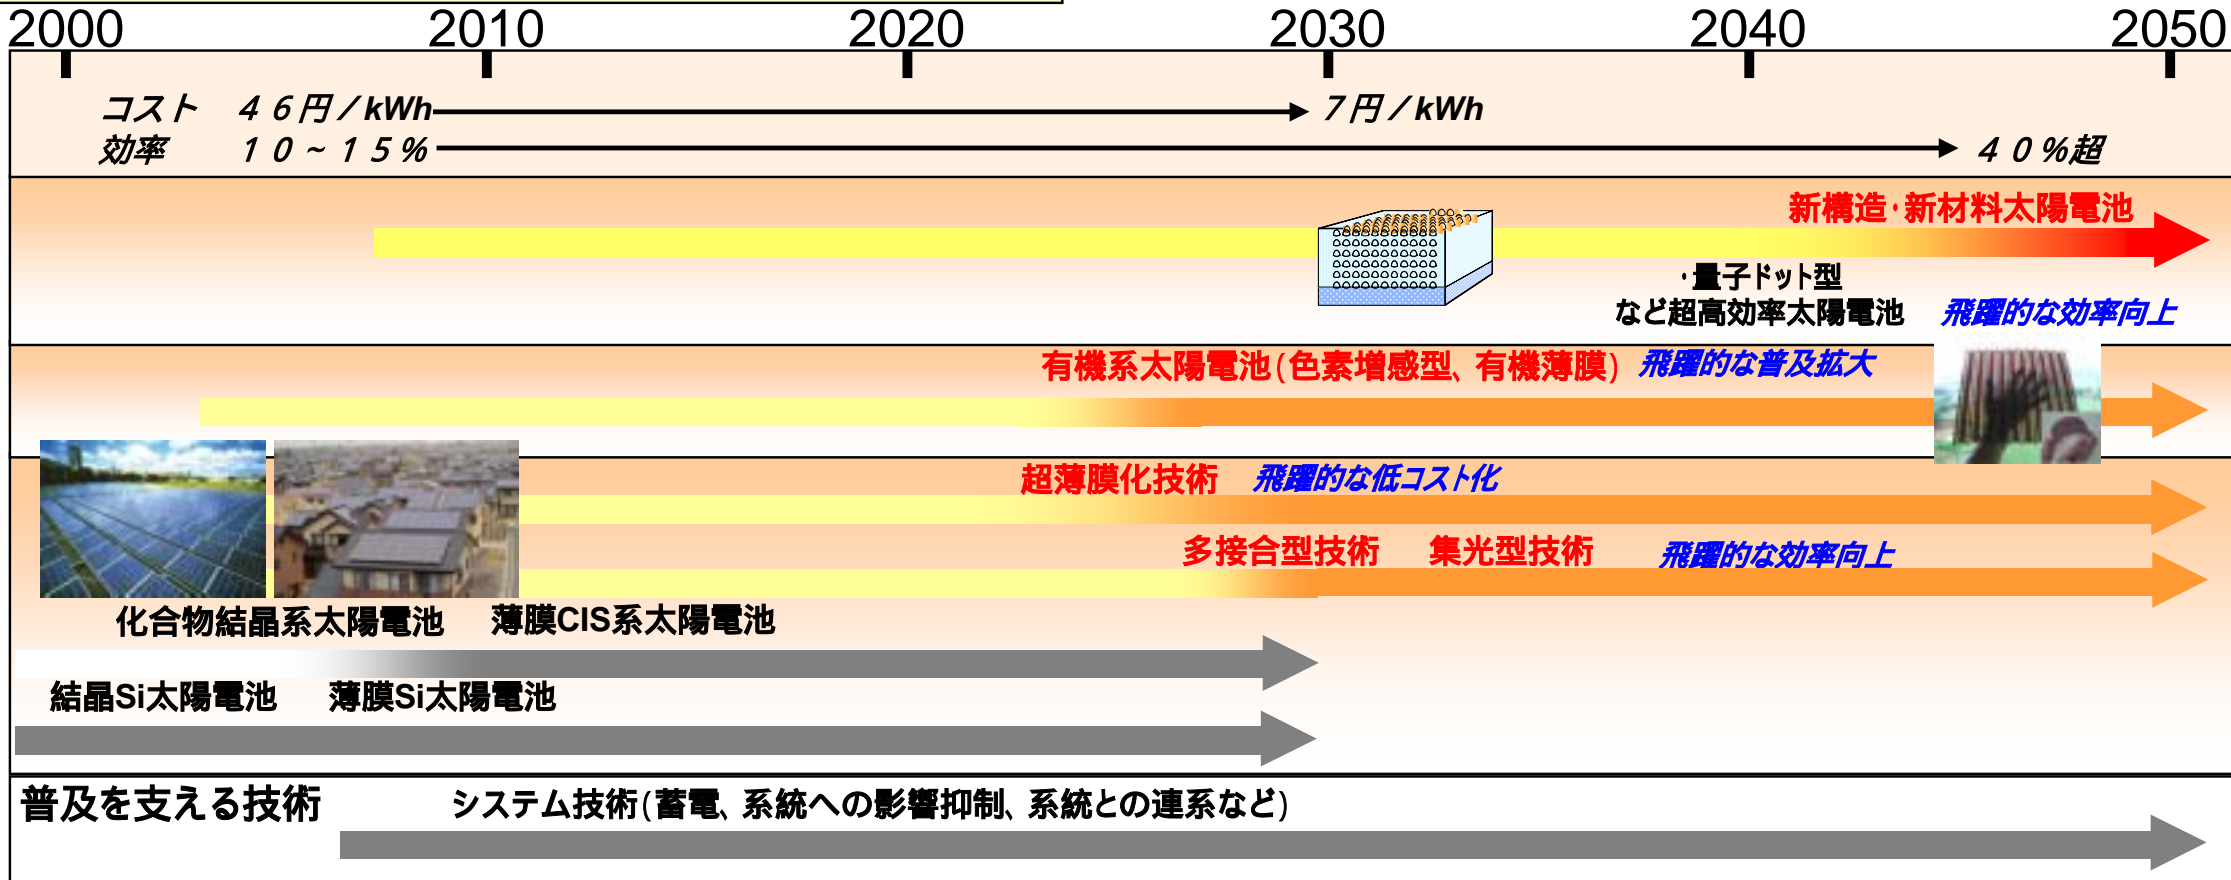 2000 2010 2020 2030 2040 2050
コスト 46円/kWh 7円/kWh
効率 10~15% 40%超
新構造・新材料太陽電池
・量子ドット型
など超高効率太陽電池 飛躍的な効率向上
有機系太陽電池(色素増感型、有機薄膜) 飛躍的な普及拡大
超薄膜化技術 飛躍的な低コスト化
多接合型技術 集光型技術 飛躍的な効率向上
化合物結晶系太陽電池 薄膜CIS系太陽電池
結晶Si太陽電池 薄膜Si太陽電池
普及を支える技術 システム技術(蓄電、系統への影響抑制、系統との連系など)